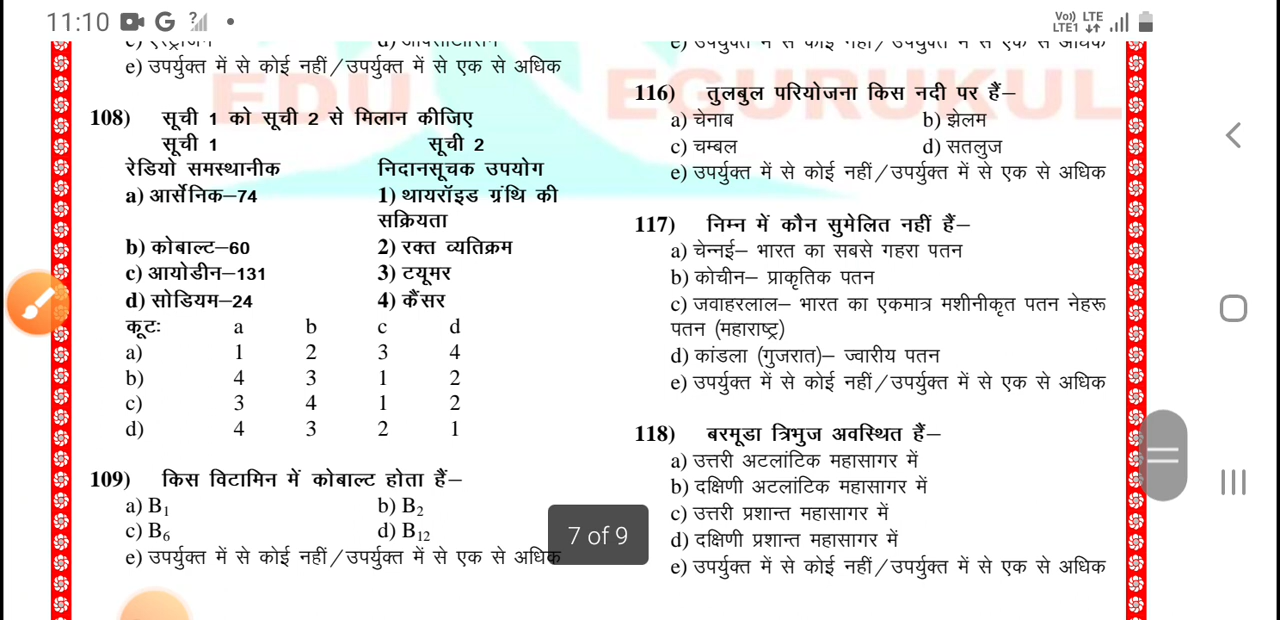 11:10 G ?
Vo)) LTE
LTE1
EDU EGURUKUL
e) उपर्युक्त में से कोई नहीं/उपर्युक्त में से एक से अधिक
108) सूची 1 को सूची 2 से मिलान कीजिए
सूची 1 सूची 2
रेडियो समस्थानीक निदानसूचक उपयोग
a) आर्सेनिक–74 1) थायरॉइड ग्रंथि की
सक्रियता
b) कोबाल्ट–60 2) रक्त व्यतिक्रम
c) आयोडीन–131 3) टयूमर
d) सोडियम–24 4) कैंसर
कूटः a b c d
a) 1 2 3 4
b) 4 3 1 2
c) 3 4 1 2
d) 4 3 2 1
109) किस विटामिन में कोबाल्ट होता हैं–
a) B1 b) B2
c) B6 d) B12
e) उपर्युक्त में से कोई नहीं/उपर्युक्त में से एक से अधिक
116) तुलबुल परियोजना किस नदी पर हैं–
a) चेनाब b) झेलम
c) चम्बल d) सतलुज
e) उपर्युक्त में से कोई नहीं/उपर्युक्त में से एक से अधिक
117) निम्न में कौन सुमेलित नहीं हैं–
a) चेन्नई– भारत का सबसे गहरा पतन
b) कोचीन– प्राकृतिक पतन
c) जवाहरलाल– भारत का एकमात्र मशीनीकृत पतन नेहरू
पतन (महाराष्ट्र)
d) कांडला (गुजरात)– ज्वारीय पतन
e) उपर्युक्त में से कोई नहीं/उपर्युक्त में से एक से अधिक
118) बरमूडा त्रिभुज अवस्थित हैं–
a) उत्तरी अटलांटिक महासागर में
b) दक्षिणी अटलांटिक महासागर में
c) उत्तरी प्रशान्त महासागर में
d) दक्षिणी प्रशान्त महासागर में
e) उपर्युक्त में से कोई नहीं/उपर्युक्त में से एक से अधिक
7 of 9